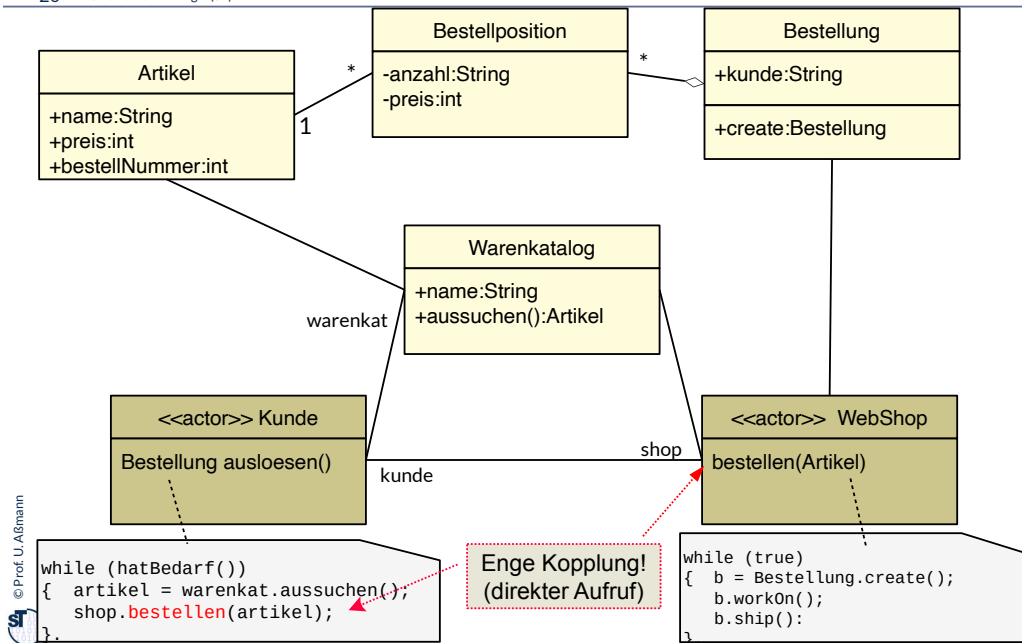 Bestellposition
-anzahl:String
-preis:int
Bestellung
+kunde:String
+create:Bestellung
Artikel
+name:String
+preis:int
+bestellNummer:int
*
*
1
Warenkatalog
+name:String
+aussuchen():Artikel
warenkat
<<actor>> Kunde
Bestellung ausloesen()
kunde
shop
<<actor>> WebShop
bestellen(Artikel)
Enge Kopplung!
(direkter Aufruf)
while (hatBedarf())
{ artikel = warenkat.aussuchen();
shop.bestellen(artikel);
}.
while (true)
{ b = Bestellung.create();
b.workOn();
b.ship():
}
© Prof. U. Aßmann
ST